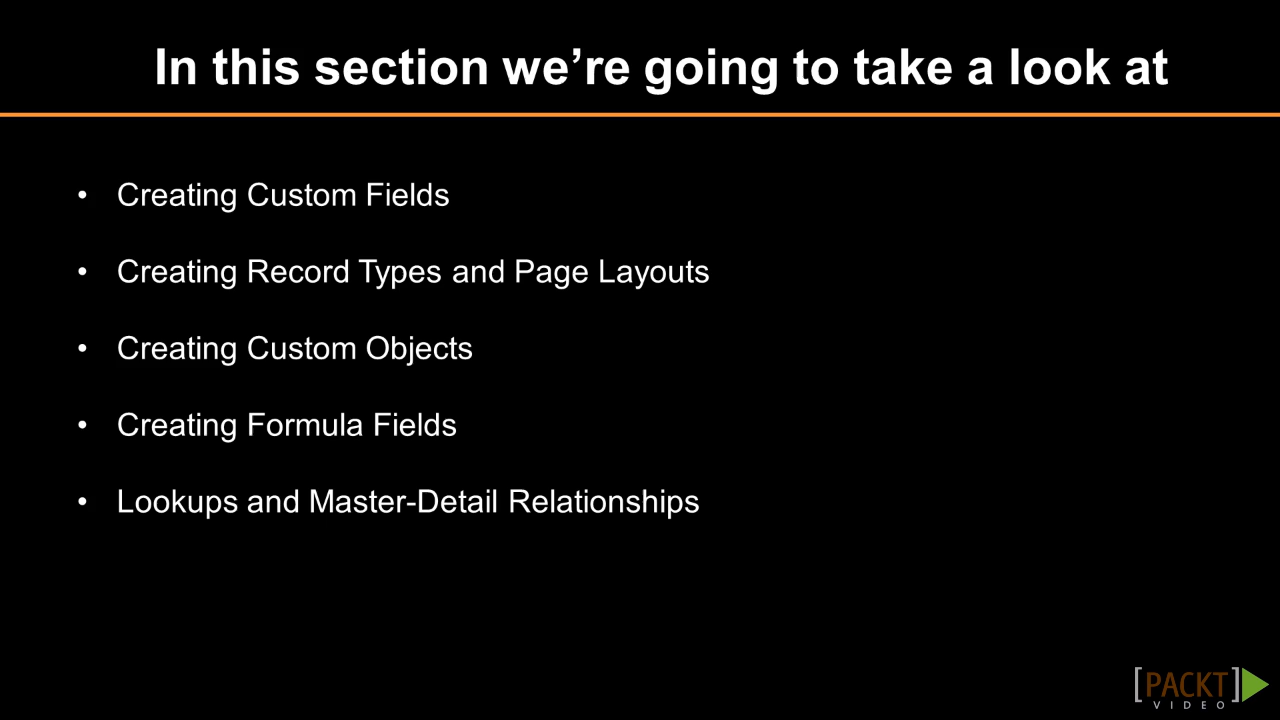 In this section we’re going to take a look at
• Creating Custom Fields
• Creating Record Types and Page Layouts
• Creating Custom Objects
• Creating Formula Fields
• Lookups and Master-Detail Relationships
[PACKT]
VIDEO